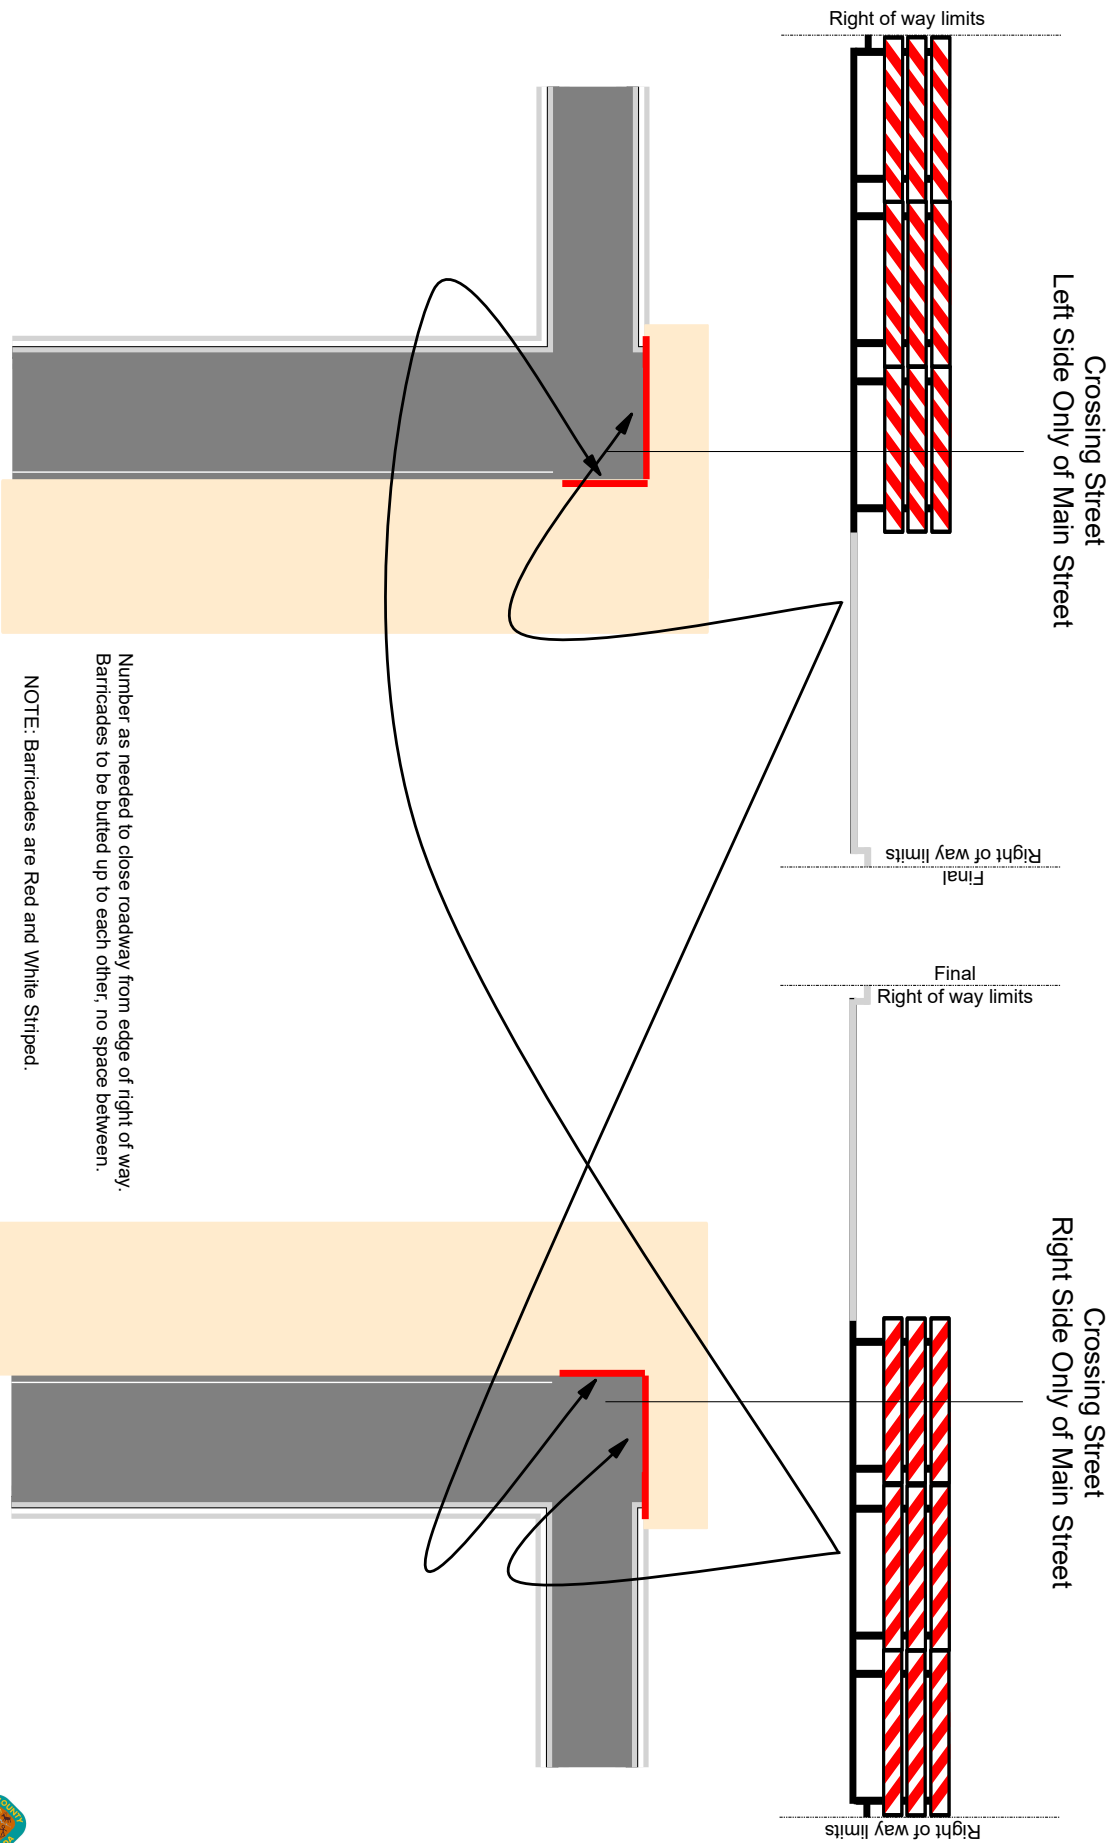 Right of way limits
Crossing Street
Left Side Only of Main Street
Right of way limits
Final
Final
Right of way limits
Crossing Street
Right Side Only of Main Street
Right of way limits
Number as needed to close roadway from edge of right of way.
Barricades to be butted up to each other, no space between.
NOTE: Barricades are Red and White Striped.